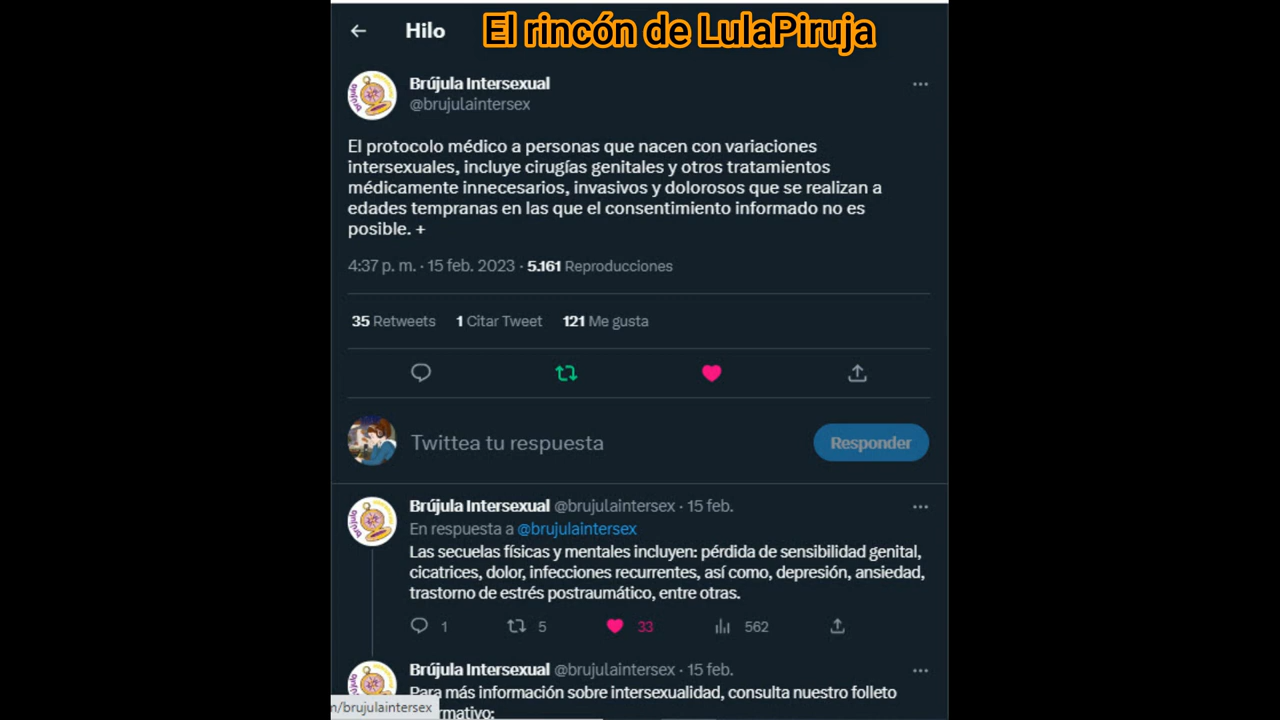 El rincón de LulaPiruja
Hilo
Brújula Intersexual
@brujulaintersex
El protocolo médico a personas que nacen con variaciones
intersexuales, incluye cirugías genitales y otros tratamientos
médicamente innecesarios, invasivos y dolorosos que se realizan a
edades tempranas en las que el consentimiento informado no es
posible. +
4:37 p. m. · 15 feb. 2023 · 5.161 Reproducciones
35 Retweets 1 Citar Tweet 121 Me gusta
Twittea tu respuesta
Responder
Brújula Intersexual @brujulaintersex · 15 feb.
En respuesta a @brujulaintersex
Las secuelas físicas y mentales incluyen: pérdida de sensibilidad genital,
cicatrices, dolor, infecciones recurrentes, así como, depresión, ansiedad,
trastorno de estrés postraumático, entre otras.
1 5 33 562
Brújula Intersexual @brujulaintersex · 15 feb.
Para más información sobre intersexualidad, consulta nuestro folleto
rmativo:
m/brujulaintersex